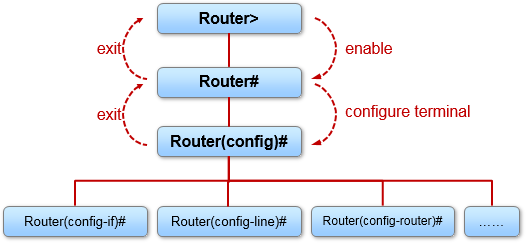 Router>
exit
enable
Router#
exit
configure terminal
Router(config)#
Router(config-if)#
Router(config-line)#
Router(config-router)#
……